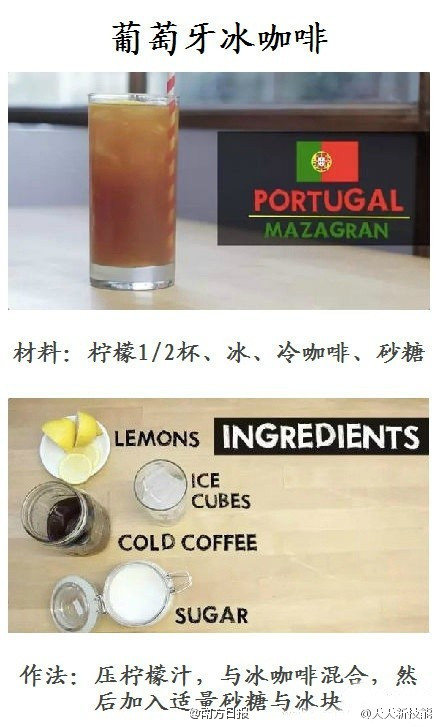 葡萄牙冰咖啡
PORTUGAL
MAZAGRAN
材料：柠檬1/2杯、冰、冷咖啡、砂糖
LEMONS
INGREDIENTS
ICE
CUBES
COLD COFFEE
SUGAR
作法：压柠檬汁，与冰咖啡混合，然
后加入适量砂糖与冰块
@南方日报
@天天新技能